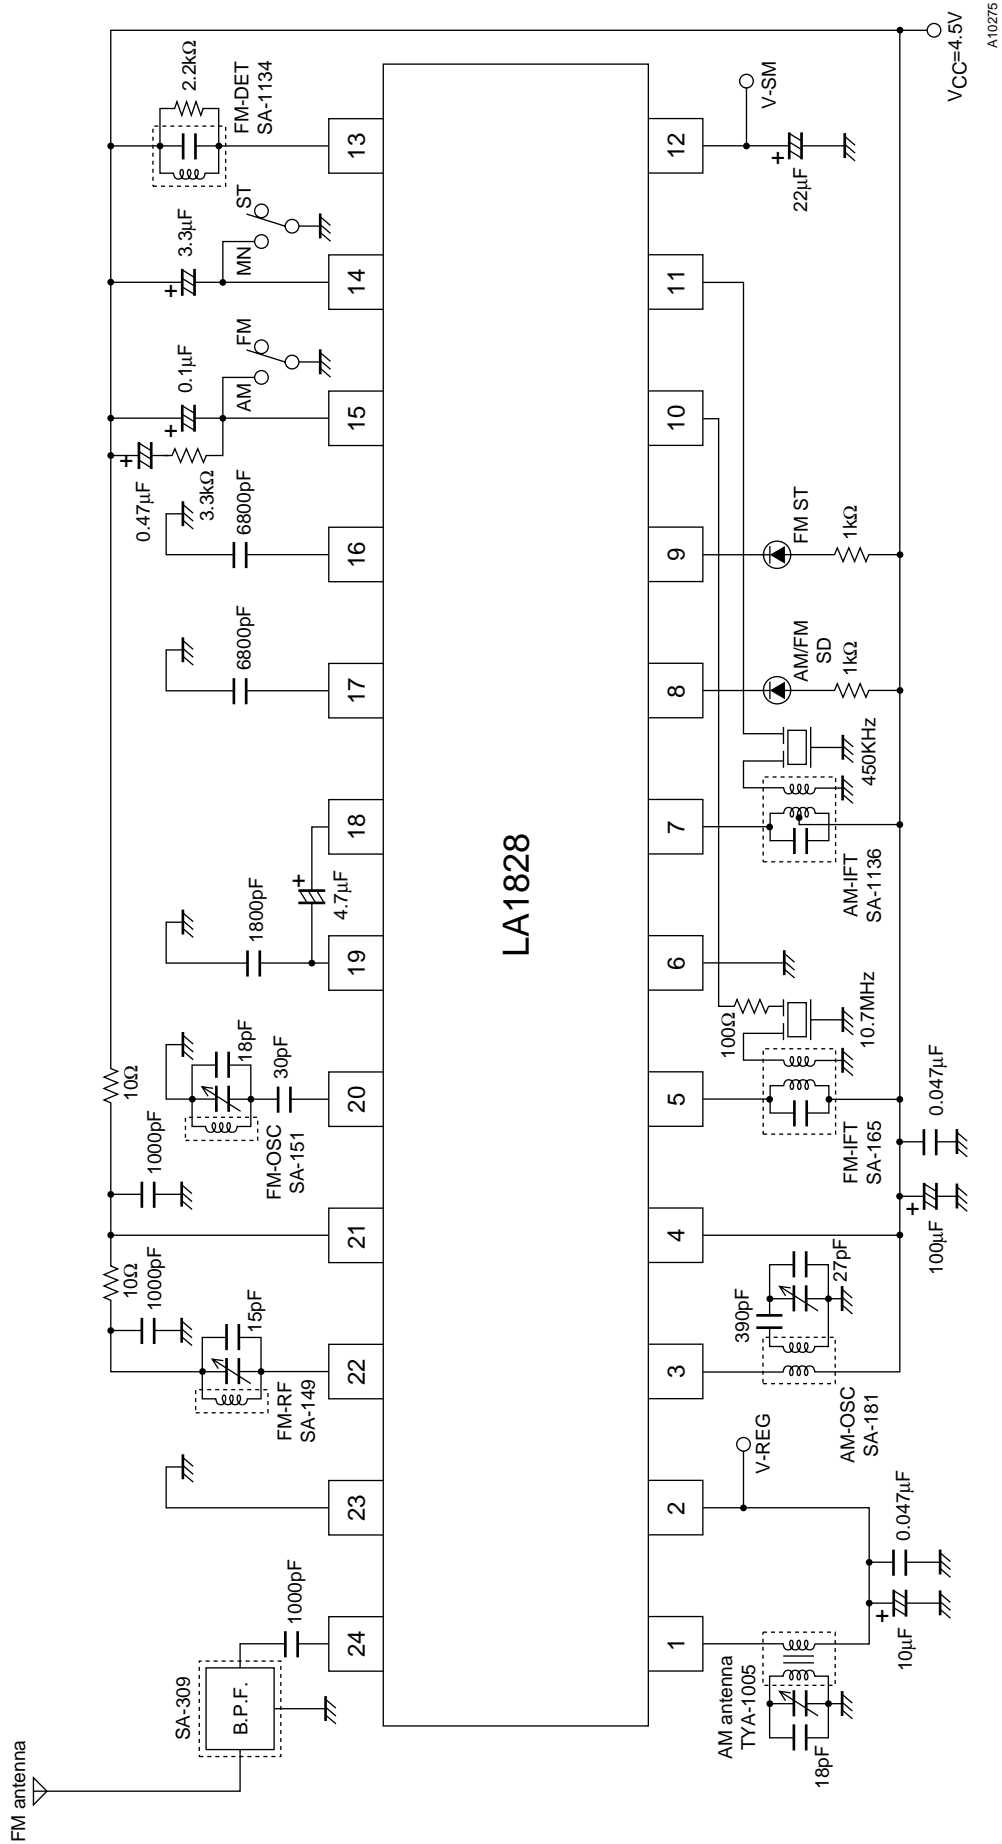 FM antenna
SA-309
B.P.F.
1000pF
FM-RF
SA-149
15pF
1000pF
10Ω
1000pF
FM-OSC
SA-151
18pF
30pF
10Ω
1800pF
4.7µF
6800pF
6800pF
0.47µF
3.3kΩ
0.1µF
AM
FM
3.3µF
MN
ST
2.2kΩ
FM-DET
SA-1134
24
23
22
21
20
19
18
17
16
15
14
13
LA1828
1
2
3
4
5
6
7
8
9
10
11
12
AM antenna
TYA-1005
18pF
10µF
0.047µF
V-REG
AM-OSC
SA-181
390pF
27pF
100µF
0.047µF
FM-IFT
SA-165
100Ω
10.7MHz
AM-IFT
SA-1136
450KHz
AM/FM
SD
1kΩ
FM ST
1kΩ
22µF
V-SM
VCC=4.5V
A10275